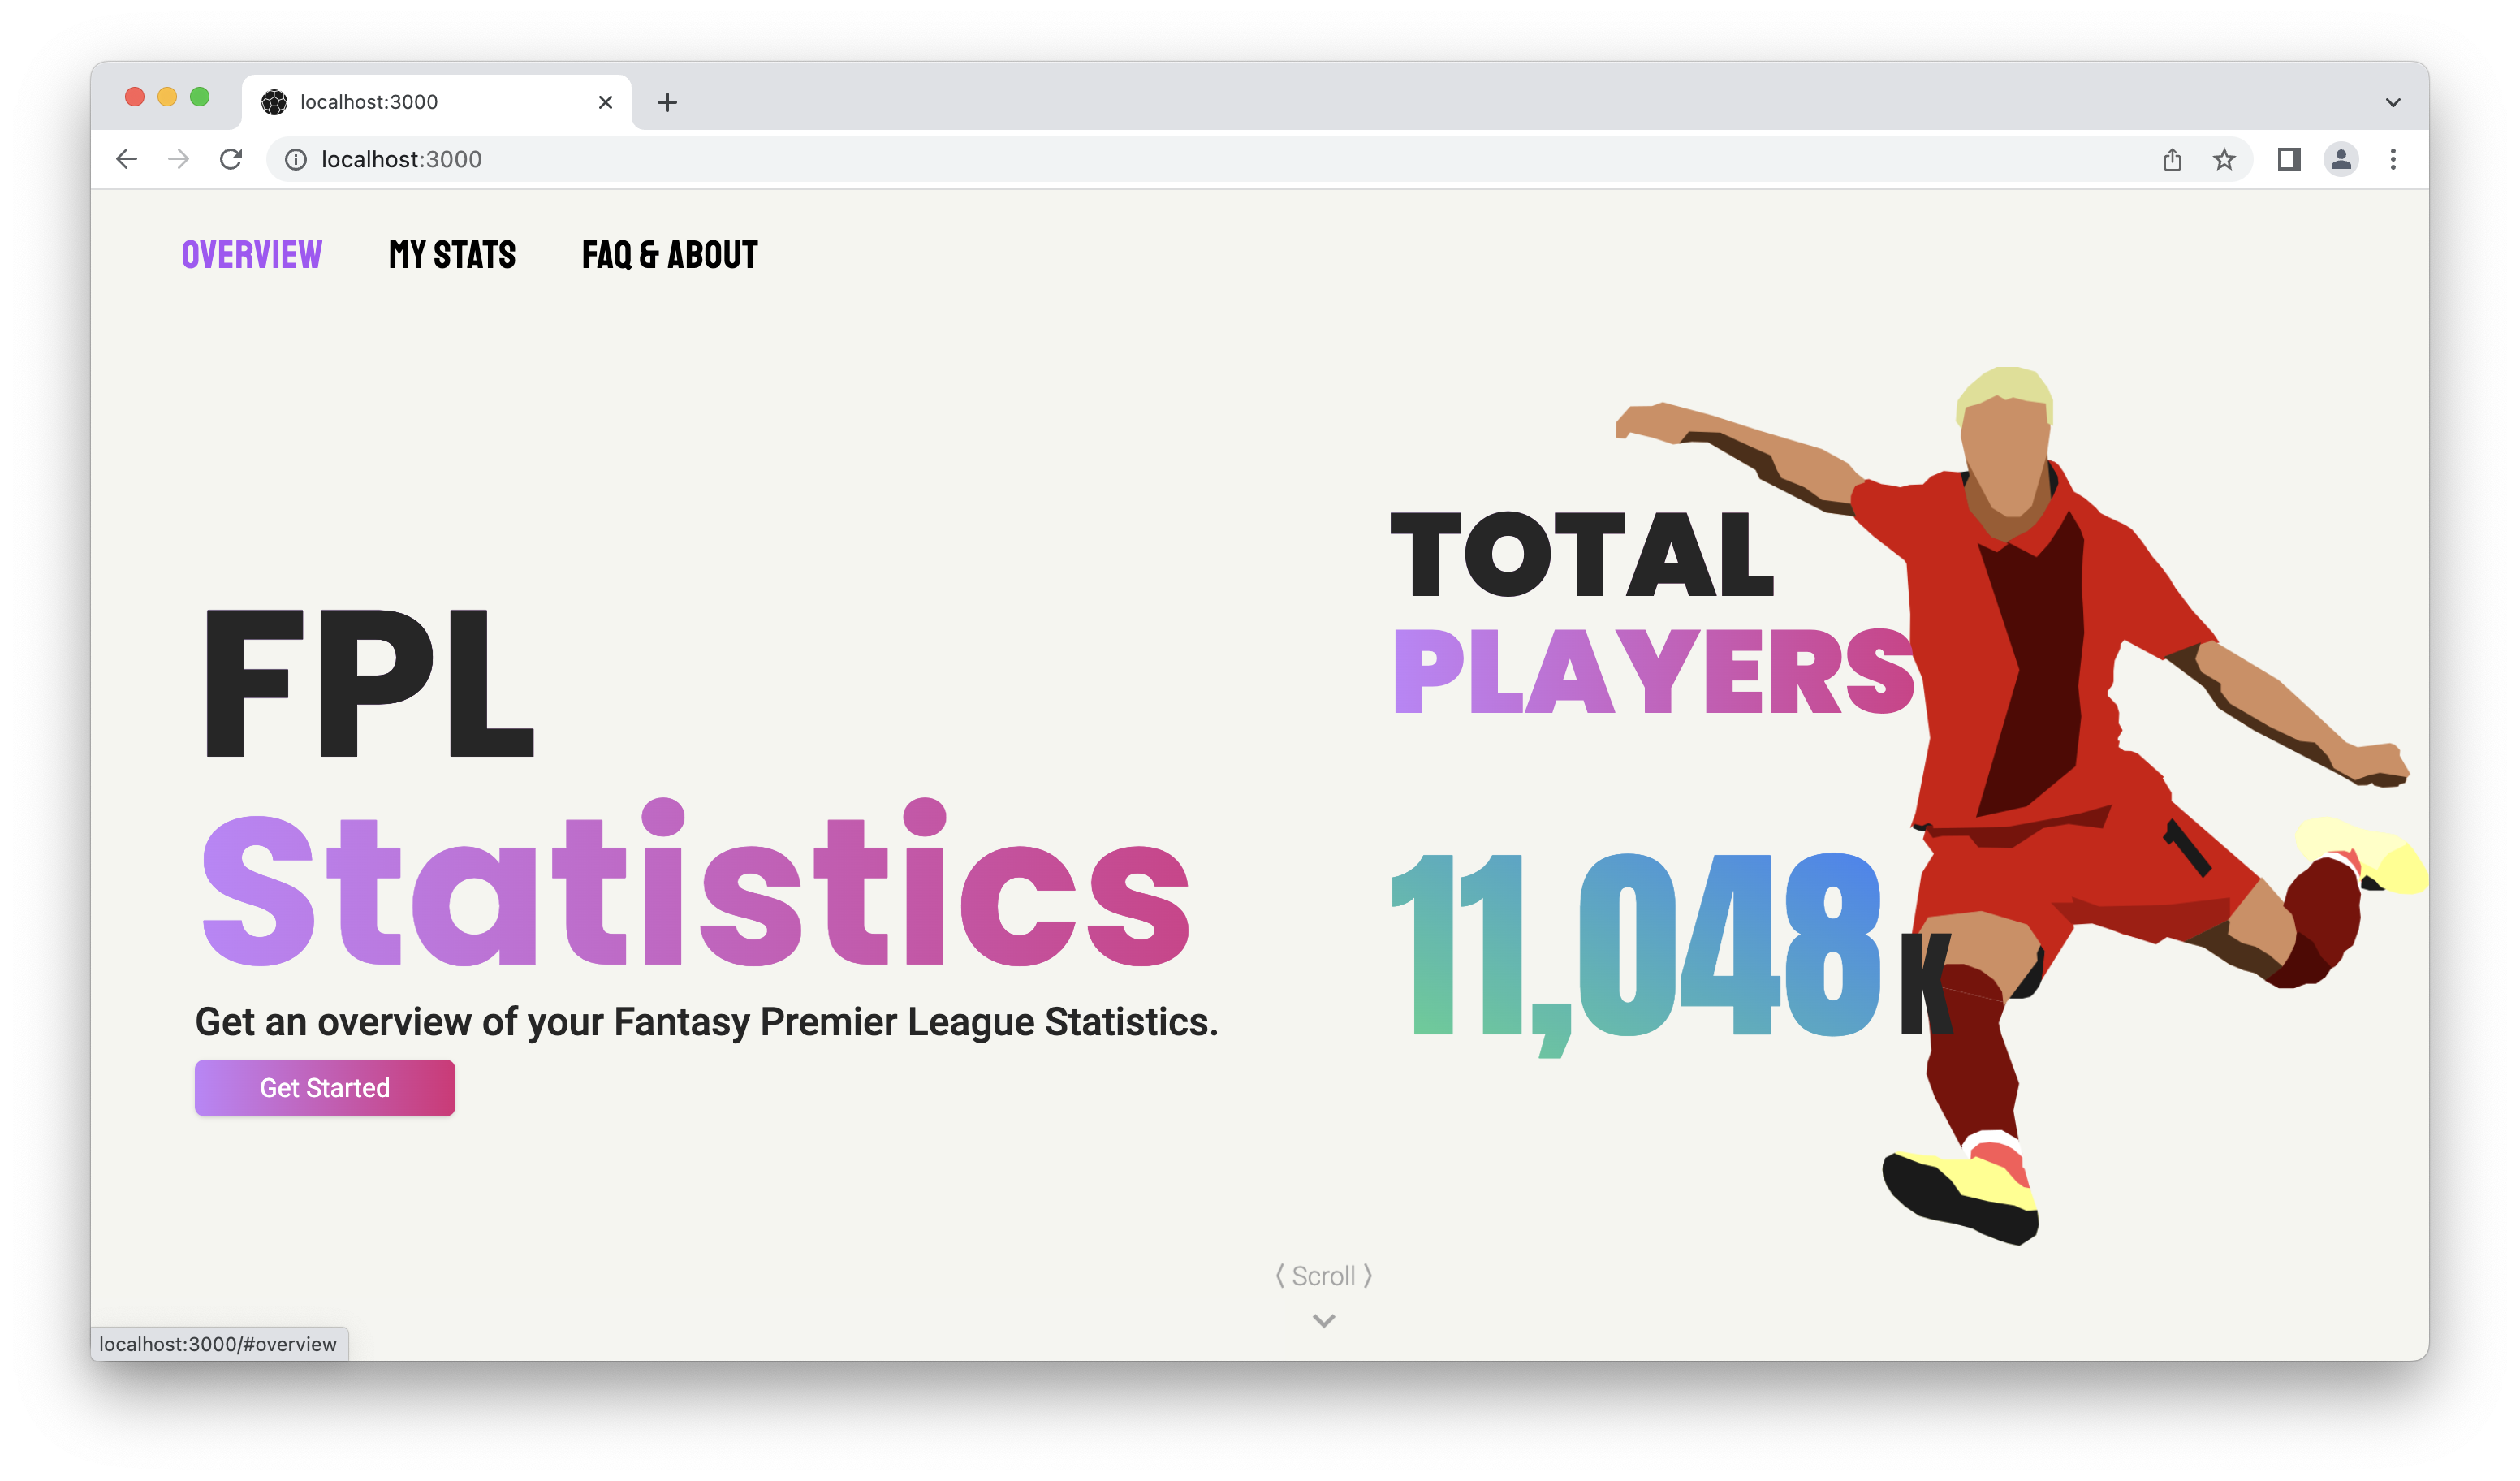 localhost:3000
localhost:3000
OVERVIEW MY STATS FAQ & ABOUT
FPL
Statistics
Get an overview of your Fantasy Premier League Statistics.
Get Started
TOTAL
PLAYERS
11,048 K
⟨ Scroll ⟩
localhost:3000/#overview